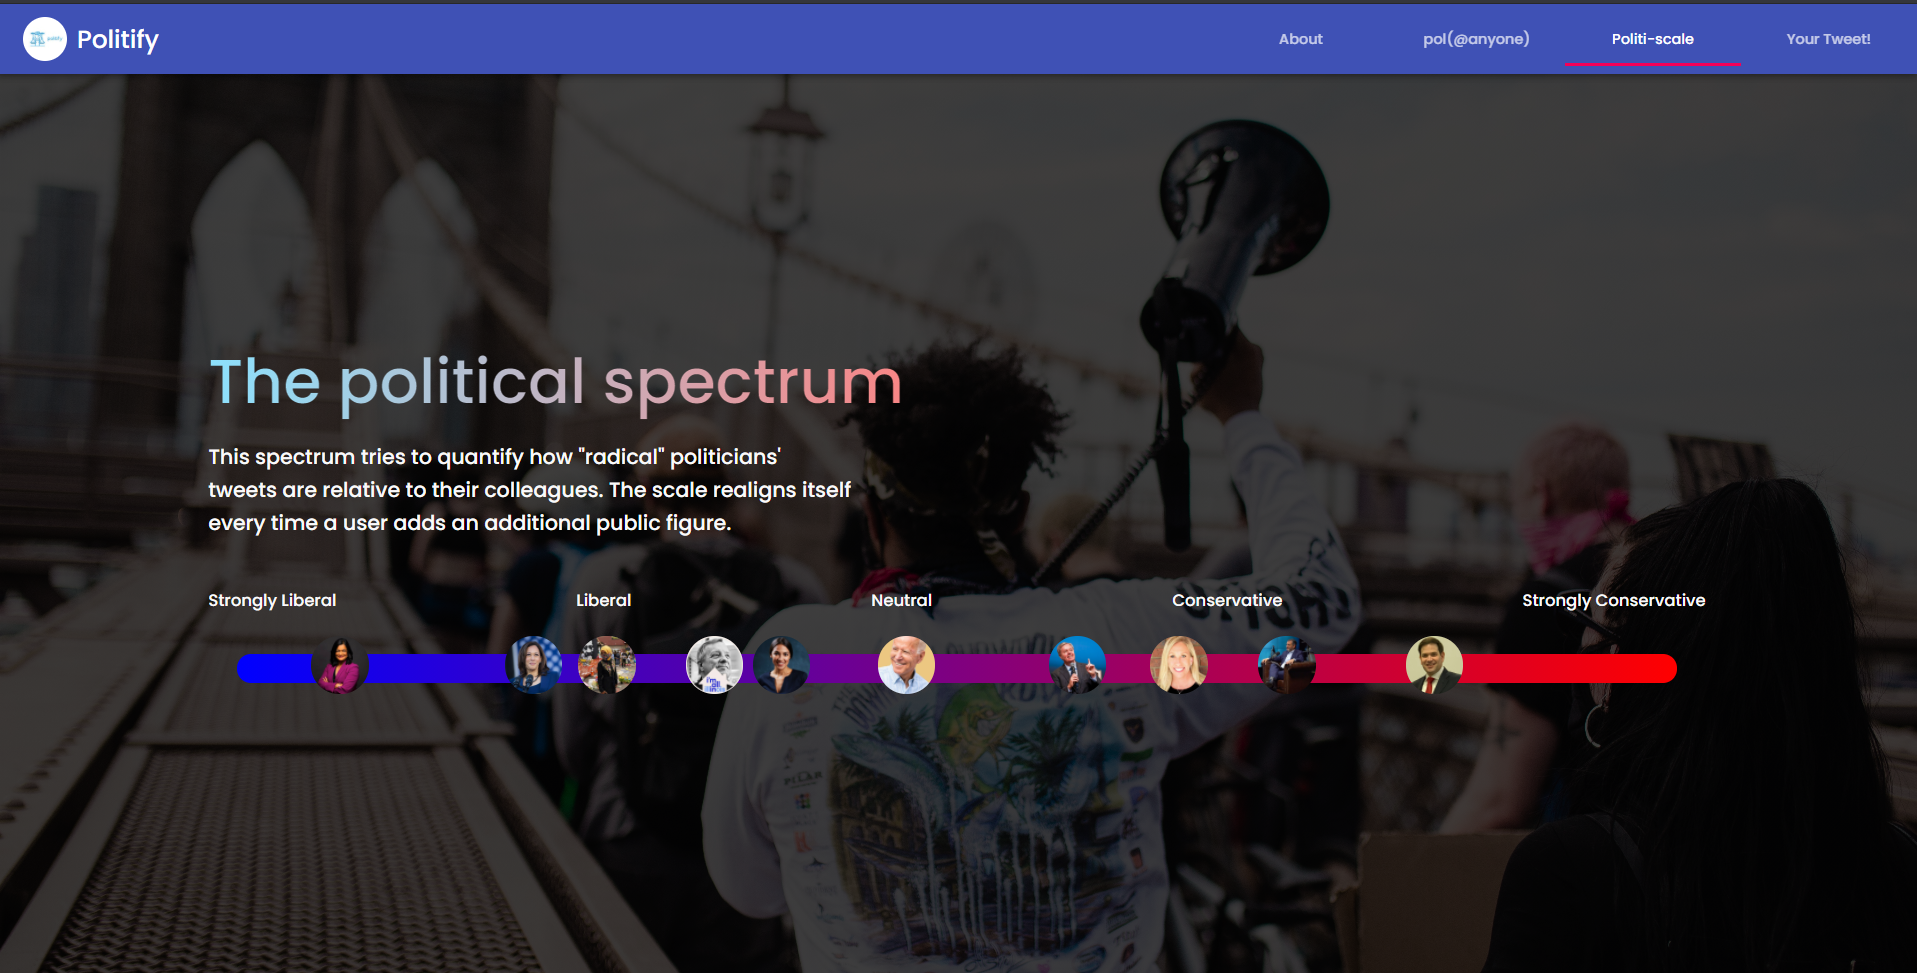 Politify
About
pol(@anyone)
Politi-scale
Your Tweet!
The political spectrum
This spectrum tries to quantify how "radical" politicians'
tweets are relative to their colleagues. The scale realigns itself
every time a user adds an additional public figure.
Strongly Liberal
Liberal
Neutral
Conservative
Strongly Conservative